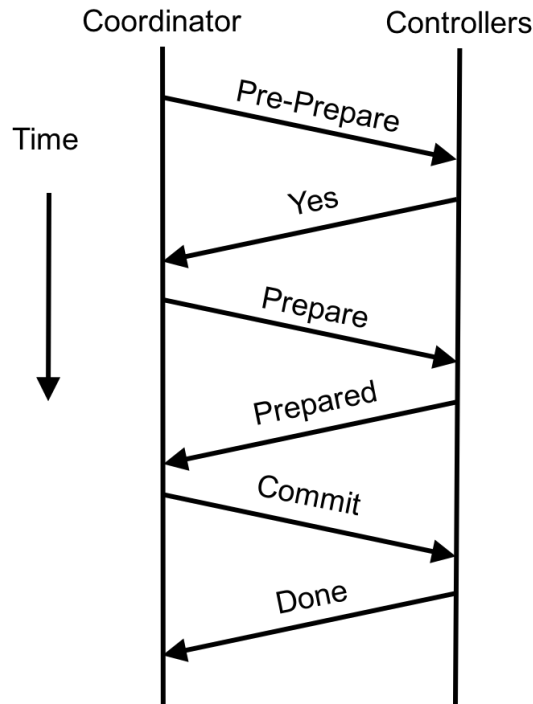 Coordinator
Controllers
Pre-Prepare
Time
Yes
Prepare
Prepared
Commit
Done